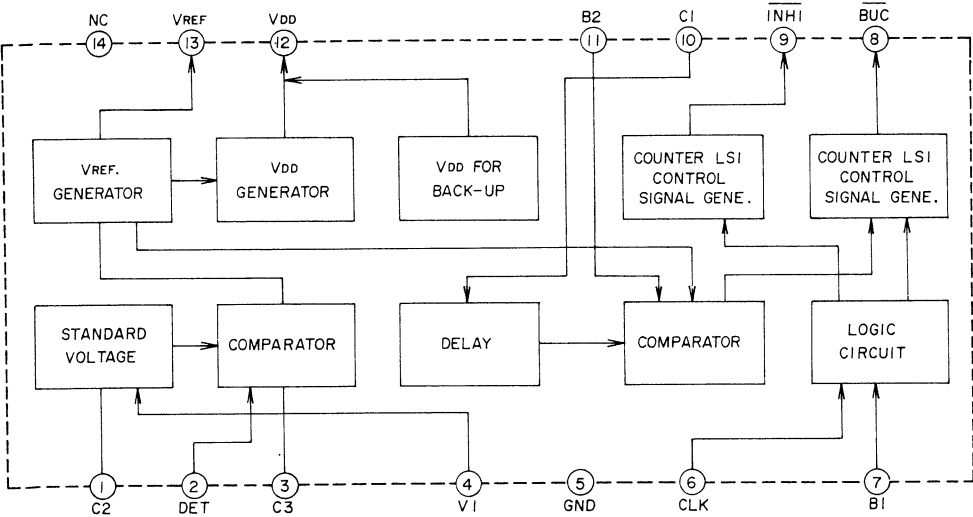 NC VREF VDD B2 C1 INH1 BUC
14 13 12 11 10 9 8
VREF. GENERATOR
VDD GENERATOR
VDD FOR BACK-UP
COUNTER LSI CONTROL SIGNAL GENE.
COUNTER LSI CONTROL SIGNAL GENE.
STANDARD VOLTAGE
COMPARATOR
DELAY
COMPARATOR
LOGIC CIRCUIT
1 2 3 4 5 6 7
C2 DET C3 V1 GND CLK B1